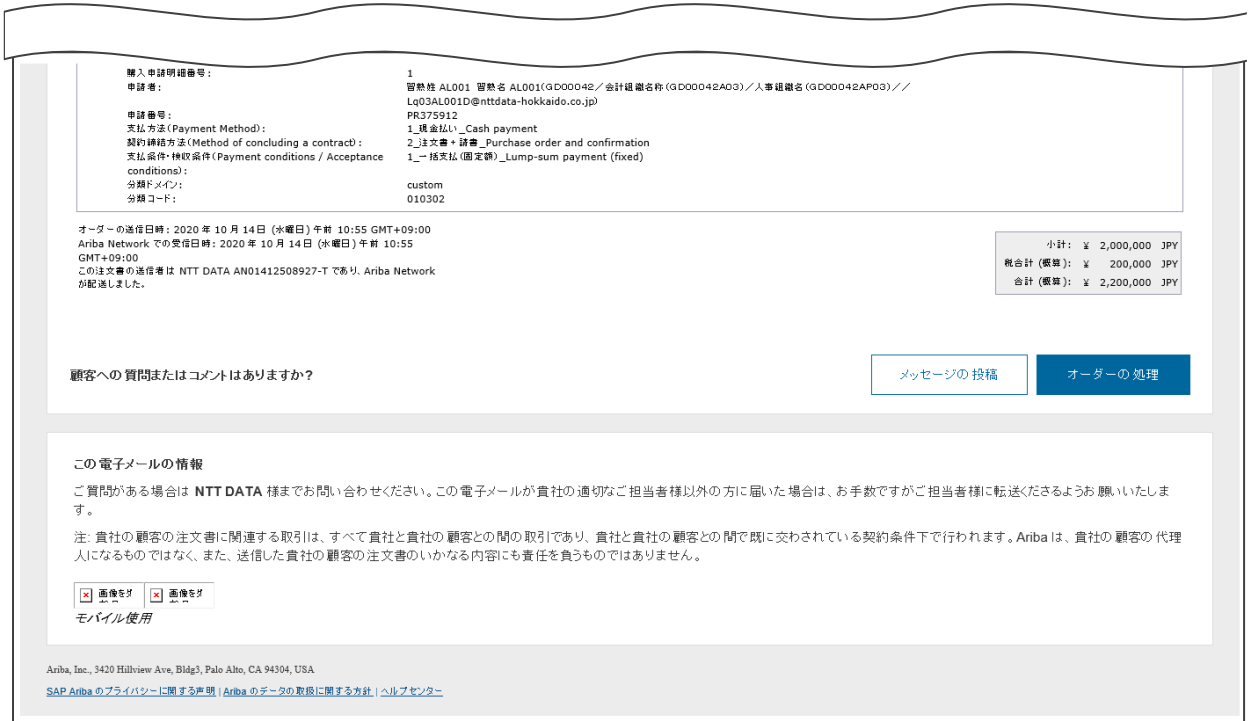 購入申請明細番号: 1
申請者: 習熟姓 AL001 習熟名 AL001(GD00042／会計組織名称(GD00042A03)／人事組織名(GD00042AP03)／／
Lq03AL001D@nttdata-hokkaido.co.jp)
申請番号: PR375912
支払方法(Payment Method): 1_現金払い_Cash payment
契約締結方法(Method of concluding a contract): 2_注文書+請書_Purchase order and confirmation
支払条件・検収条件(Payment conditions / Acceptance 1_一括支払(固定額)_Lump-sum payment (fixed)
conditions):
分類ドメイン: custom
分類コード: 010302
オーダーの送信日時: 2020 年 10 月 14 日 (水曜日) 午前 10:55 GMT+09:00
Ariba Network での受信日時: 2020 年 10 月 14 日 (水曜日) 午前 10:55
GMT+09:00
この注文書の送信者は NTT DATA AN01412508927-T であり、Ariba Network
が配送しました。
小計: ¥ 2,000,000 JPY
税合計 (概算): ¥ 200,000 JPY
合計 (概算): ¥ 2,200,000 JPY
顧客への質問またはコメントはありますか?
メッセージの投稿
オーダーの処理
この電子メールの情報
ご質問がある場合は NTT DATA 様までお問い合わせください。この電子メールが貴社の適切なご担当者様以外の方に届いた場合は、お手数ですがご担当者様に転送くださるようお願いいたしま
す。
注: 貴社の顧客の注文書に関連する取引は、すべて貴社と貴社の顧客との間の取引であり、貴社と貴社の顧客との間で既に交わされている契約条件下で行われます。Ariba は、貴社の顧客の代理
人になるものではなく、また、送信した貴社の顧客の注文書のいかなる内容にも責任を負うものではありません。
画像をダ 画像をダ
モバイル使用
Ariba, Inc., 3420 Hillview Ave, Bldg3, Palo Alto, CA 94304, USA
SAP Ariba のプライバシーに関する声明 | Ariba のデータの取扱に関する方針 | ヘルプセンター